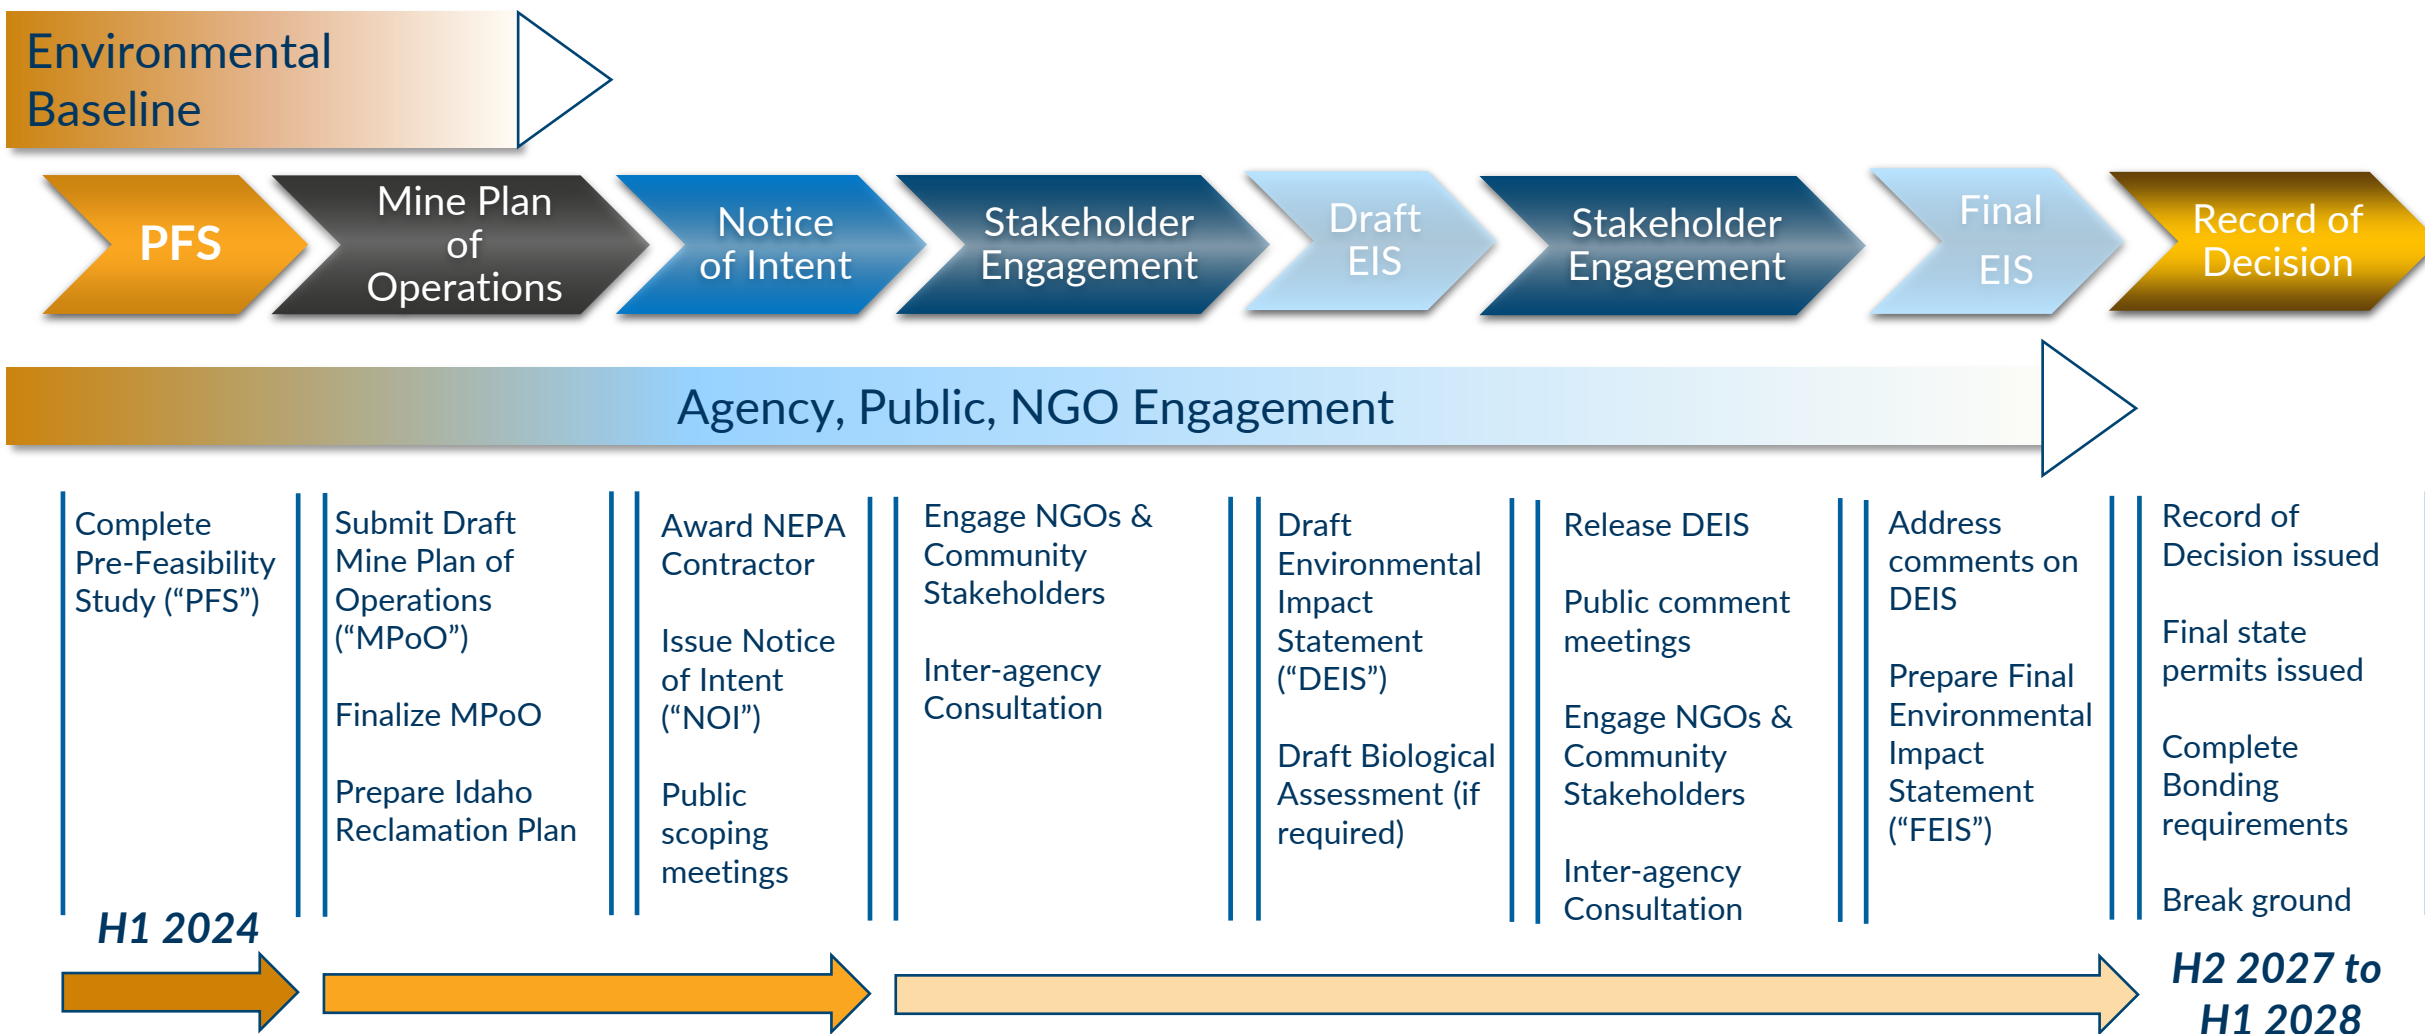 Environmental
Baseline
PFS
Mine Plan
of
Operations
Notice
of Intent
Stakeholder
Engagement
Draft
EIS
Stakeholder
Engagement
Final
EIS
Record of
Decision
Agency, Public, NGO Engagement
Complete
Pre-Feasibility
Study (“PFS”)
Submit Draft
Mine Plan of
Operations
(“MPoO”)
Finalize MPoO
Prepare Idaho
Reclamation Plan
Award NEPA
Contractor
Issue Notice
of Intent
(“NOI”)
Public
scoping
meetings
Engage NGOs &
Community
Stakeholders
Inter-agency
Consultation
Draft
Environmental
Impact
Statement
(“DEIS”)
Draft Biological
Assessment (if
required)
Release DEIS
Public comment
meetings
Engage NGOs &
Community
Stakeholders
Inter-agency
Consultation
Address
comments on
DEIS
Prepare Final
Environmental
Impact
Statement
(“FEIS”)
Record of
Decision issued
Final state
permits issued
Complete
Bonding
requirements
Break ground
H1 2024
H2 2027 to
H1 2028